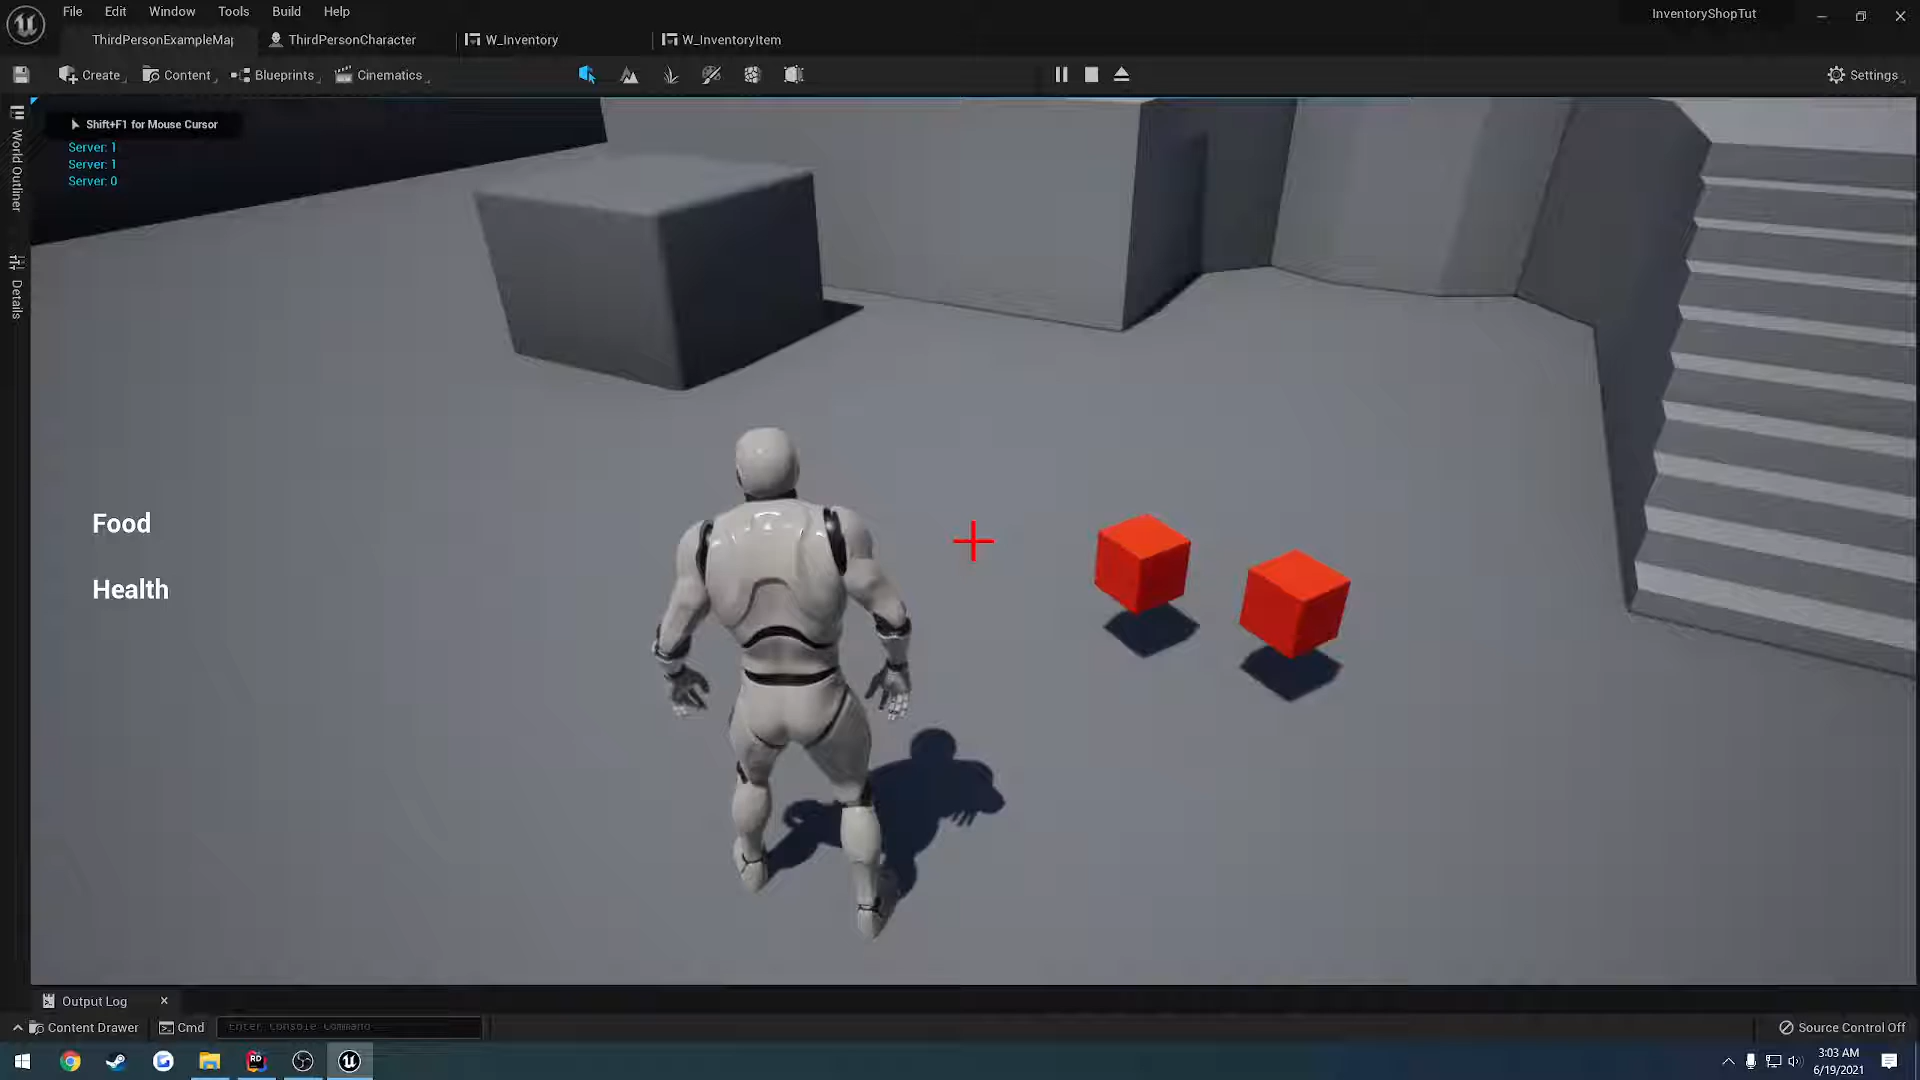 File Edit Window Tools Build Help
InventoryShopTut
ThirdPersonExampleMap
ThirdPersonCharacter
W_Inventory
W_InventoryItem
Create
Content
Blueprints
Cinematics
Settings
Shift+F1 for Mouse Cursor
Server: 1
Server: 1
Server: 0
World Outliner
Details
Food
Health
Output Log
Content Drawer
Cmd
Enter Console Command
Source Control Off
RD
3:03 AM
6/19/2021